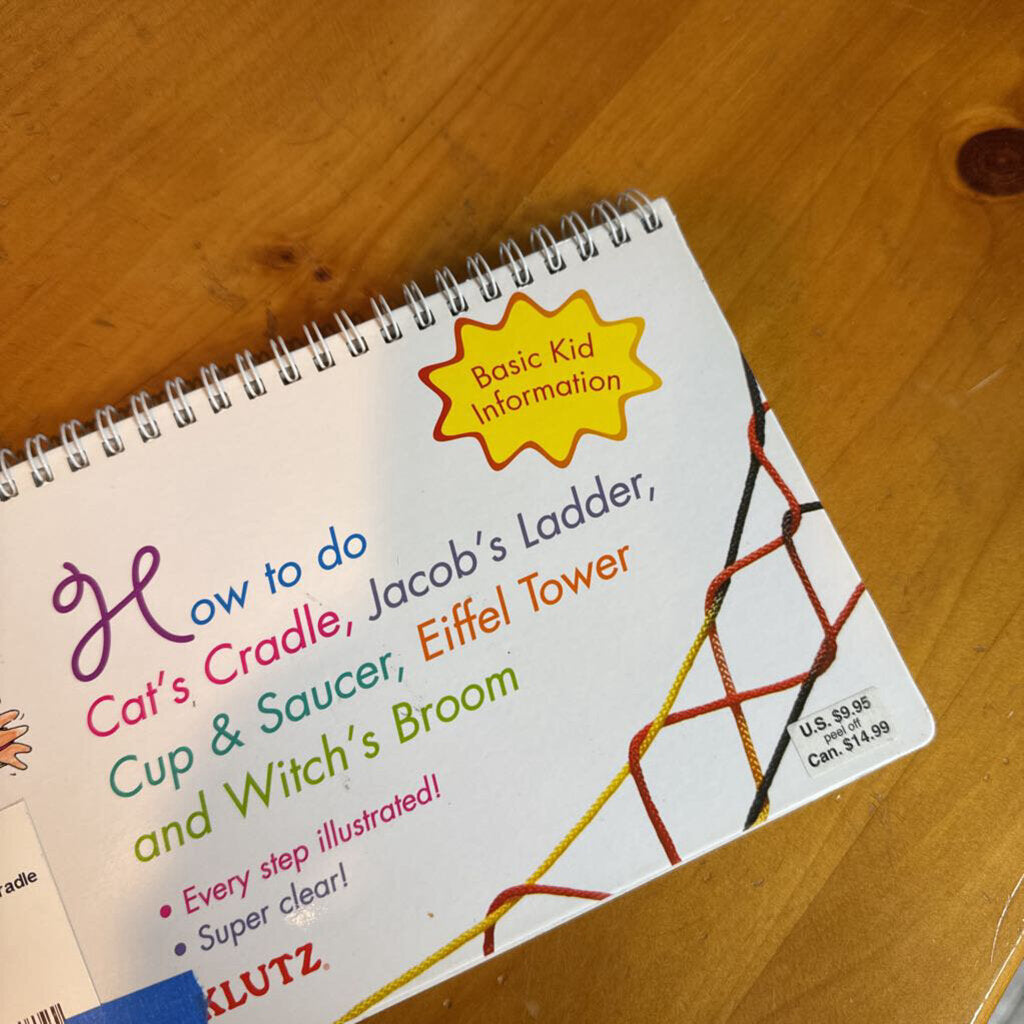 Basic Kid
Information
How to do
Cat's Cradle, Jacob's Ladder,
Cup & Saucer, Eiffel Tower
and Witch's Broom
• Every step illustrated!
• Super clear!
KLUTZ®
U.S. $9.95
peel off
Can. $14.99